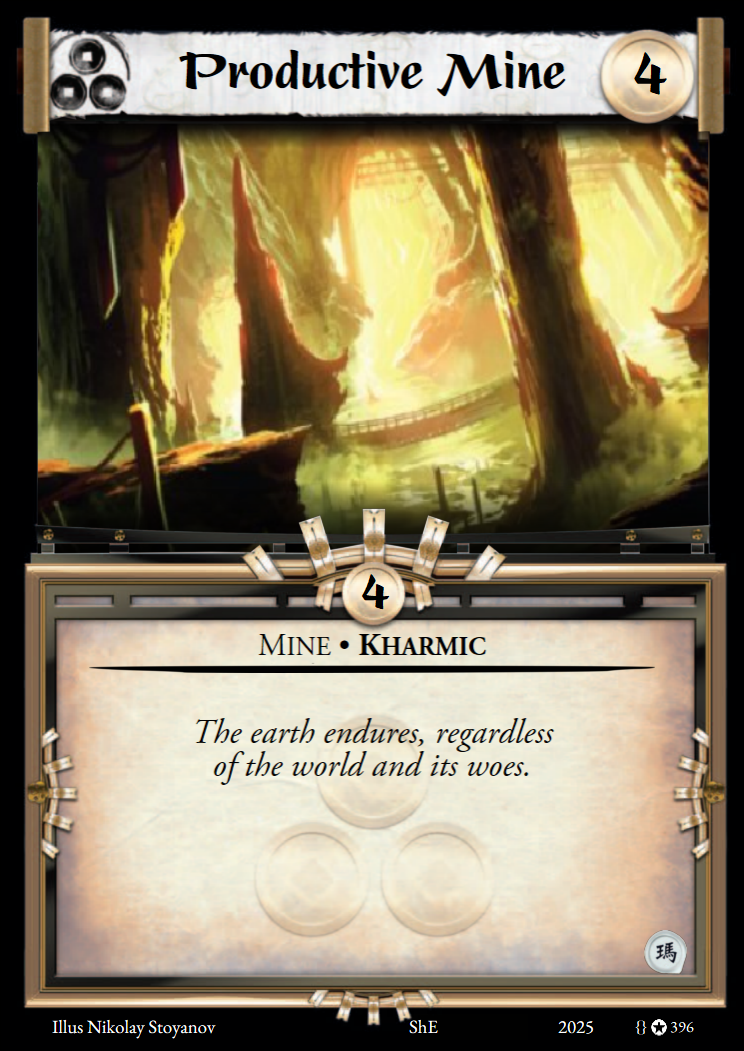 Productive Mine
4
4
Mine • Kharmic
The earth endures, regardless
of the world and its woes.
瑪
Illus Nikolay Stoyanov ShE 2025 {} ✪ 396